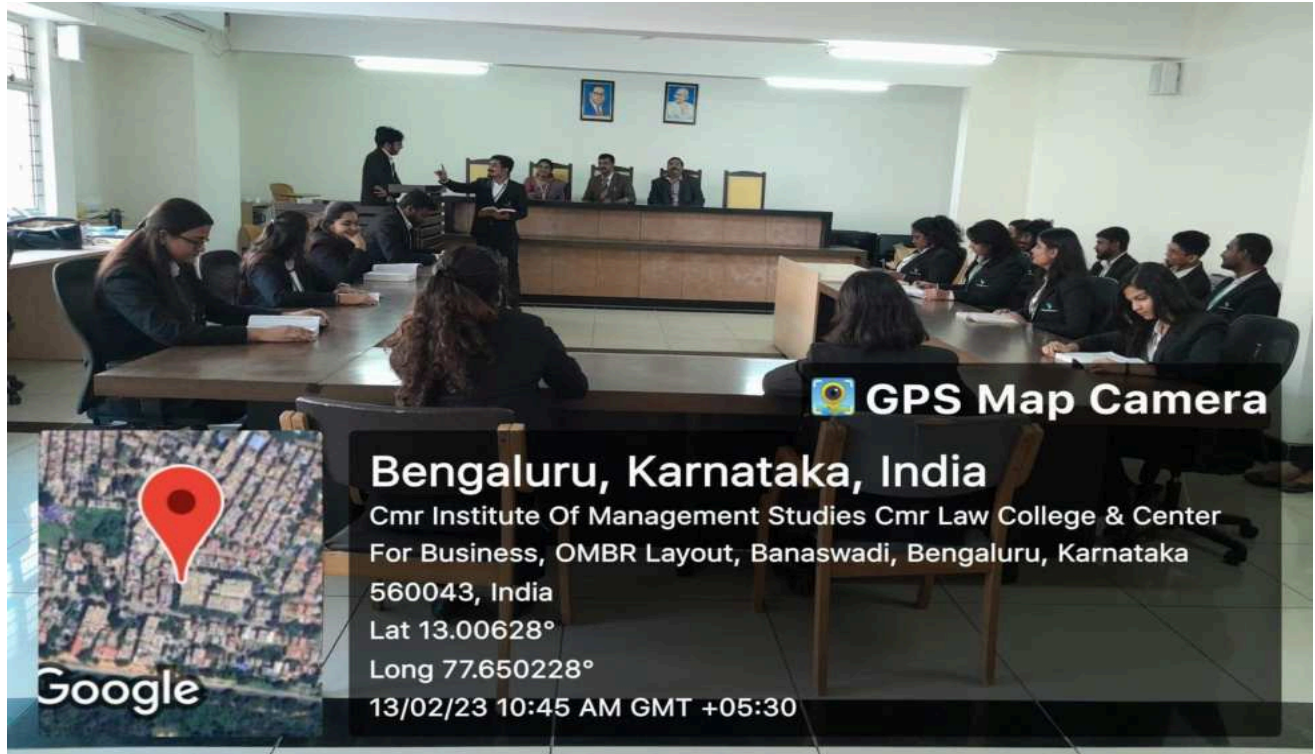 GPS Map Camera
Bengaluru, Karnataka, India
Cmr Institute Of Management Studies Cmr Law College & Center
For Business, OMBR Layout, Banaswadi, Bengaluru, Karnataka
560043, India
Lat 13.00628°
Long 77.650228°
13/02/23 10:45 AM GMT +05:30
Google